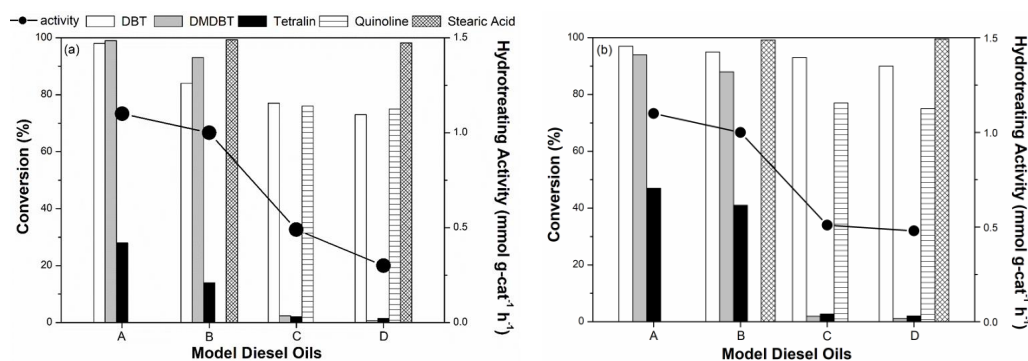 activity DBT DMDBT Tetralin Quinoline Stearic Acid
(a)
100
80
60
40
20
0
Conversion (%)
A B C D
Model Diesel Oils
1.5
1.0
0.5
0.0
Hydrotreating Activity (mmol g-cat⁻¹ h⁻¹)
(b)
100
80
60
40
20
0
Conversion (%)
A B C D
Model Diesel Oils
1.5
1.0
0.5
0.0
Hydrotreating Activity (mmol g-cat⁻¹ h⁻¹)